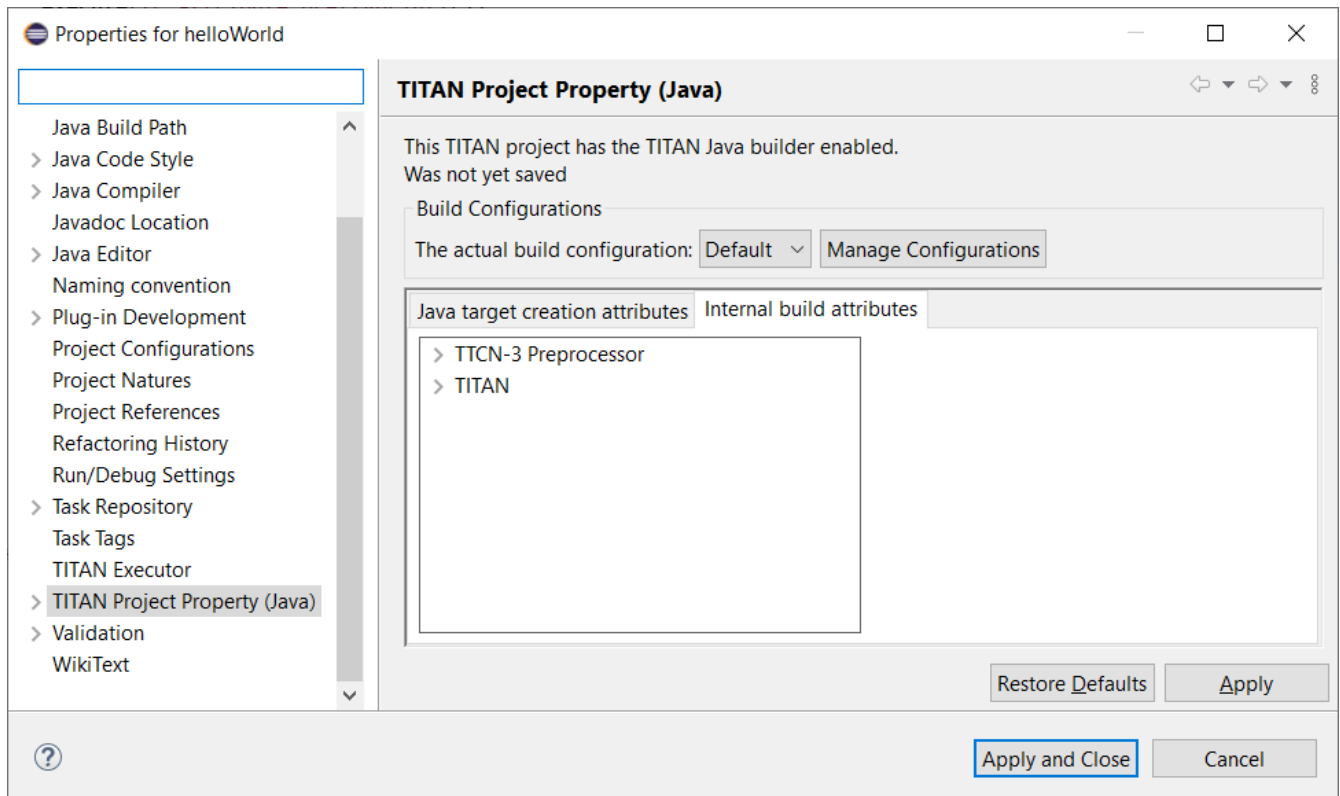 Properties for helloWorld
Java Build Path
Java Code Style
Java Compiler
Javadoc Location
Java Editor
Naming convention
Plug-in Development
Project Configurations
Project Natures
Project References
Refactoring History
Run/Debug Settings
Task Repository
Task Tags
TITAN Executor
TITAN Project Property (Java)
Validation
WikiText
TITAN Project Property (Java)
This TITAN project has the TITAN Java builder enabled.
Was not yet saved
Build Configurations
The actual build configuration: Default Manage Configurations
Java target creation attributes Internal build attributes
TTCN-3 Preprocessor
TITAN
Restore Defaults Apply
Apply and Close Cancel